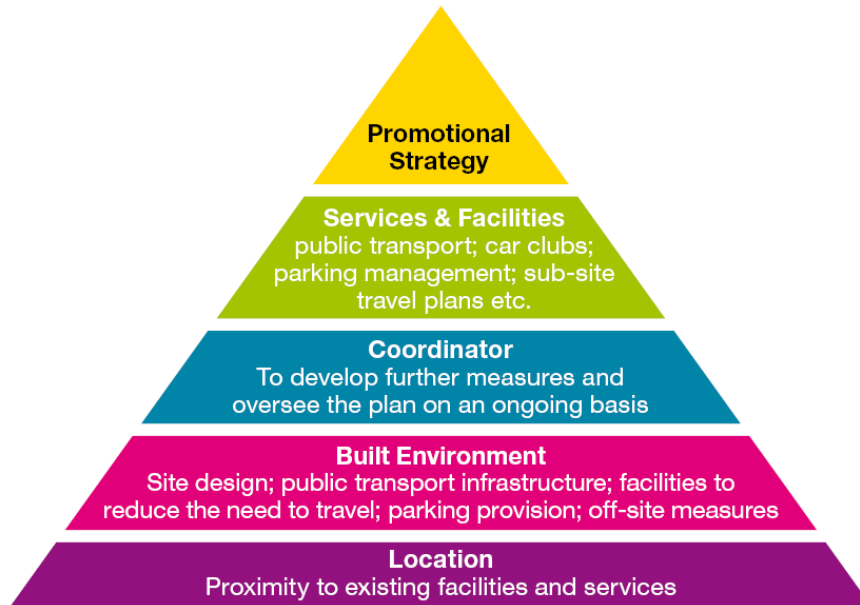 Promotional
Strategy
Services & Facilities
public transport; car clubs;
parking management; sub-site
travel plans etc.
Coordinator
To develop further measures and
oversee the plan on an ongoing basis
Built Environment
Site design; public transport infrastructure; facilities to
reduce the need to travel; parking provision; off-site measures
Location
Proximity to existing facilities and services